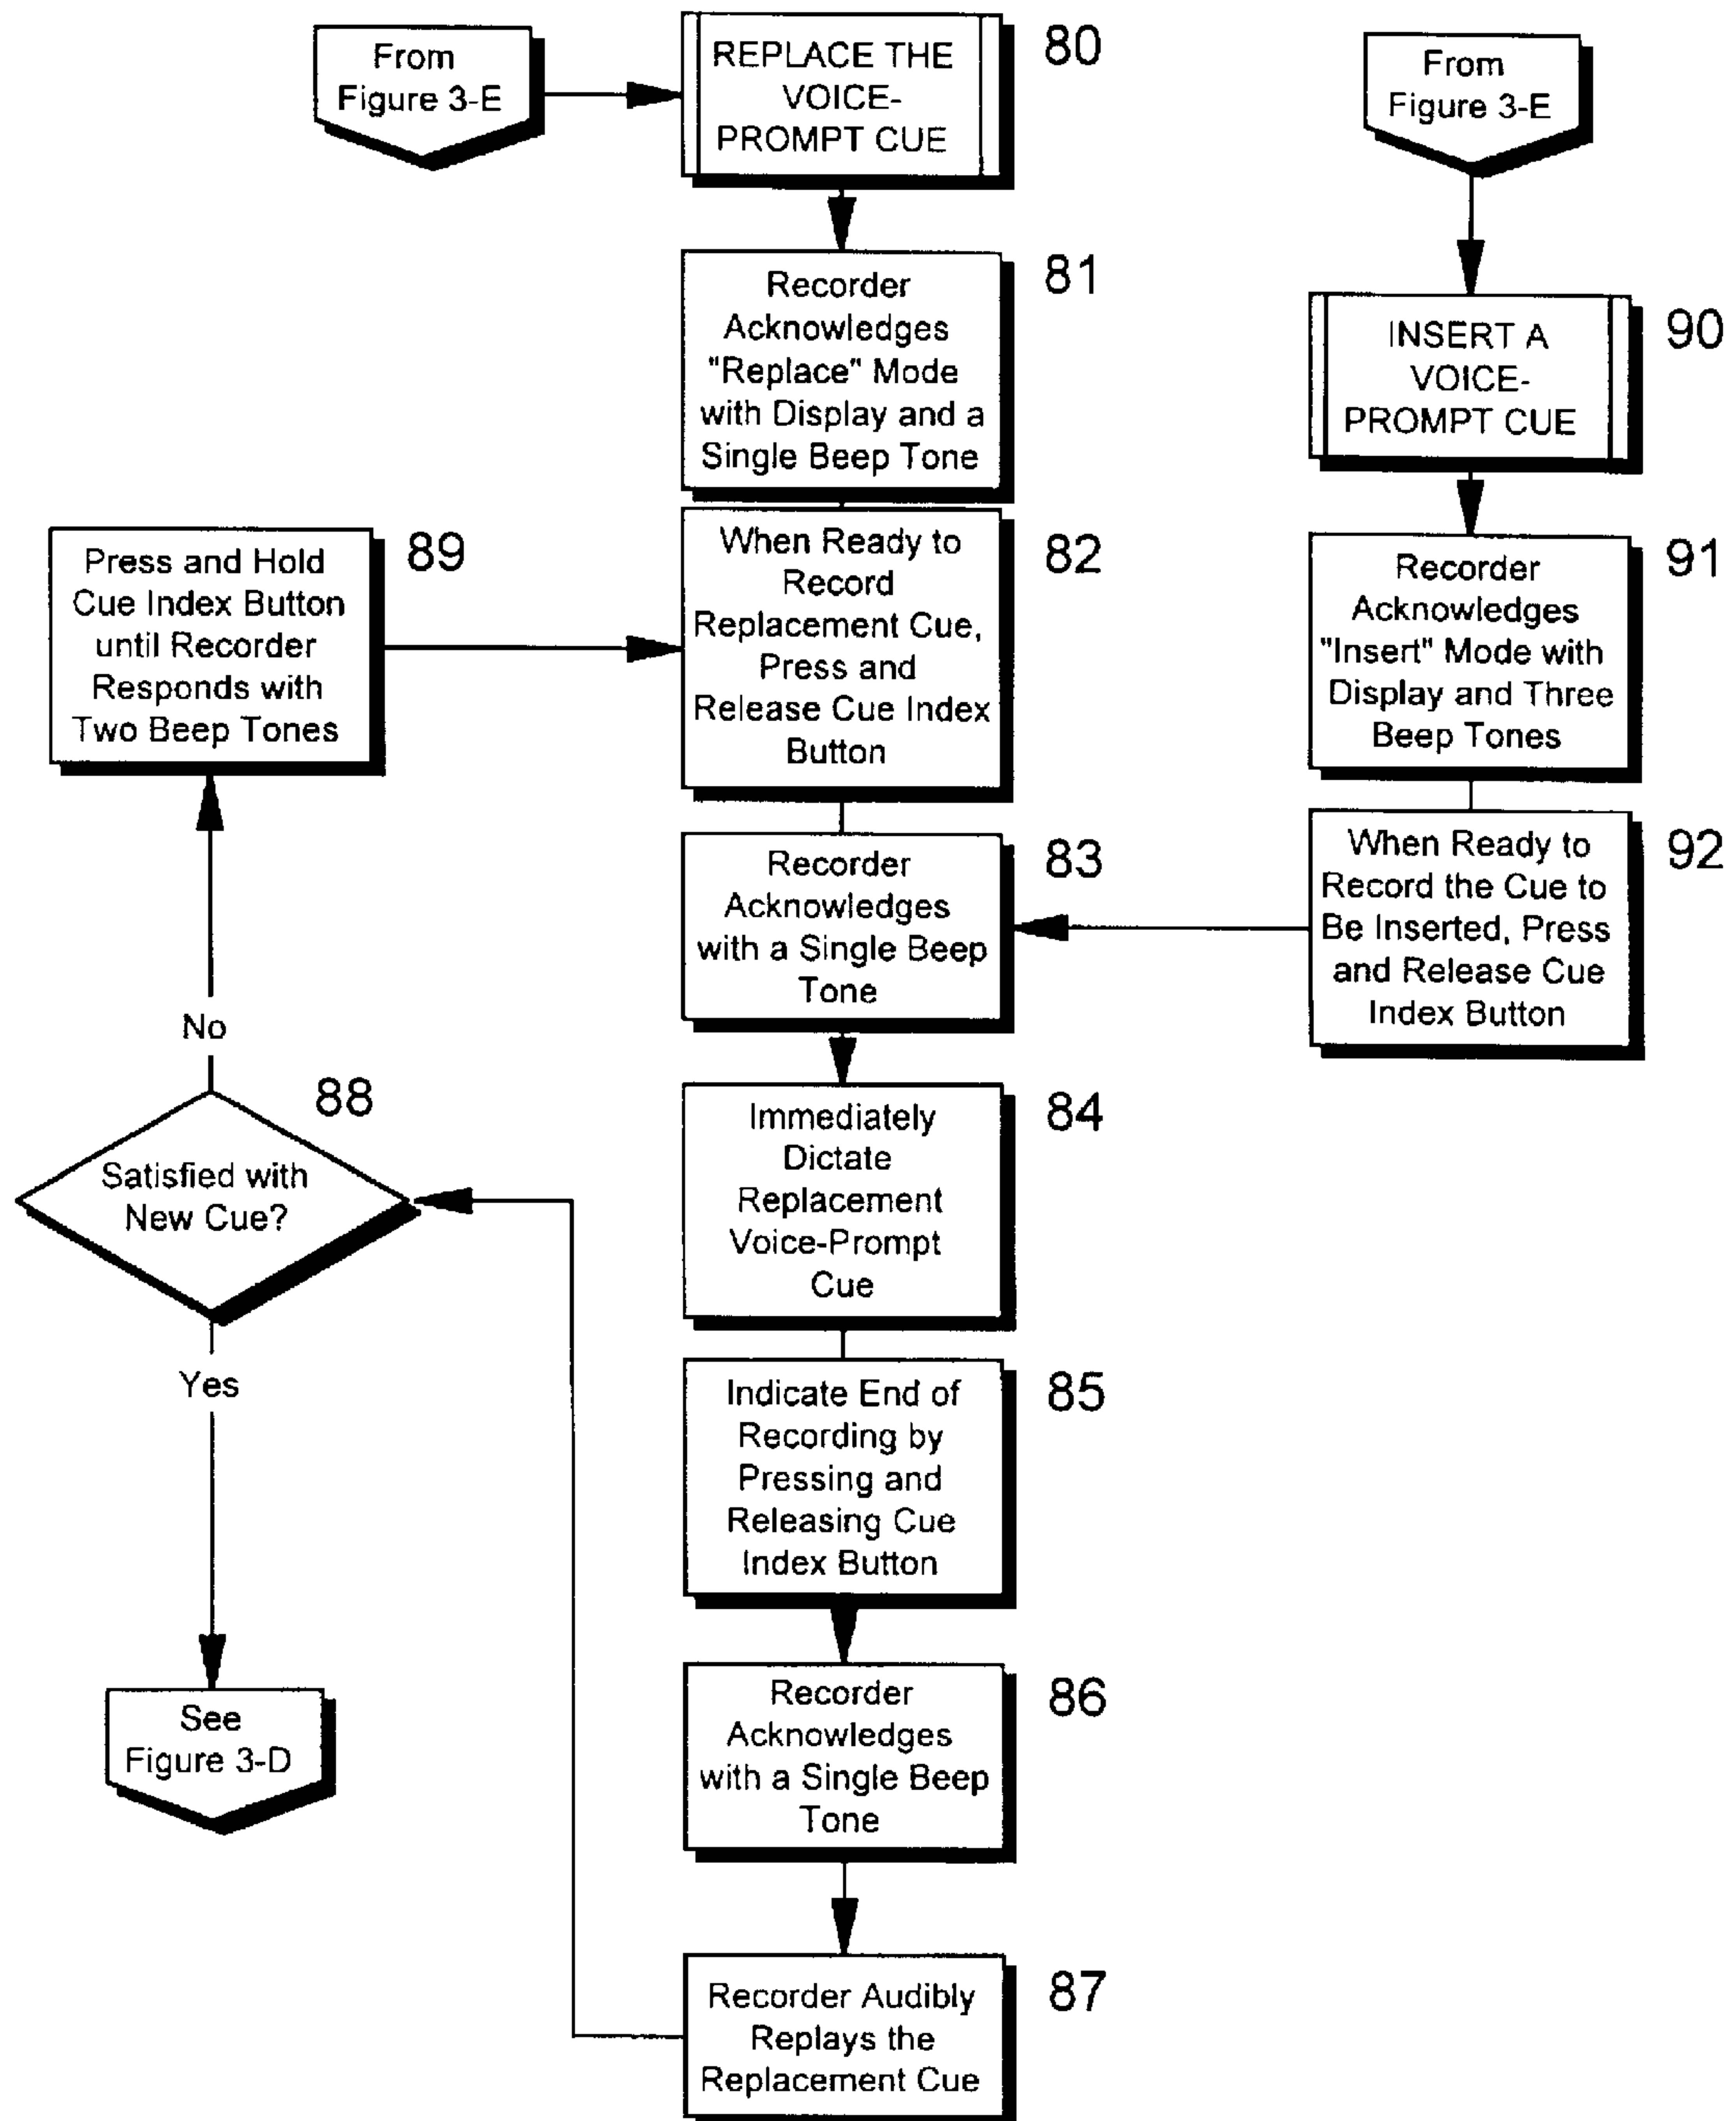 From
Figure 3-E
REPLACE THE
VOICE-
PROMPT CUE
80
Recorder
Acknowledges
"Replace" Mode
with Display and a
Single Beep Tone
81
When Ready to
Record
Replacement Cue,
Press and
Release Cue Index
Button
82
Recorder
Acknowledges
with a Single Beep
Tone
83
Immediately
Dictate
Replacement
Voice-Prompt
Cue
84
Indicate End of
Recording by
Pressing and
Releasing Cue
Index Button
85
Recorder
Acknowledges
with a Single Beep
Tone
86
Recorder Audibly
Replays the
Replacement Cue
87
Satisfied with
New Cue?
88
No
Press and Hold
Cue Index Button
until Recorder
Responds with
Two Beep Tones
89
Yes
See
Figure 3-D
From
Figure 3-E
INSERT A
VOICE-
PROMPT CUE
90
Recorder
Acknowledges
"Insert" Mode with
Display and Three
Beep Tones
91
When Ready to
Record the Cue to
Be Inserted, Press
and Release Cue
Index Button
92